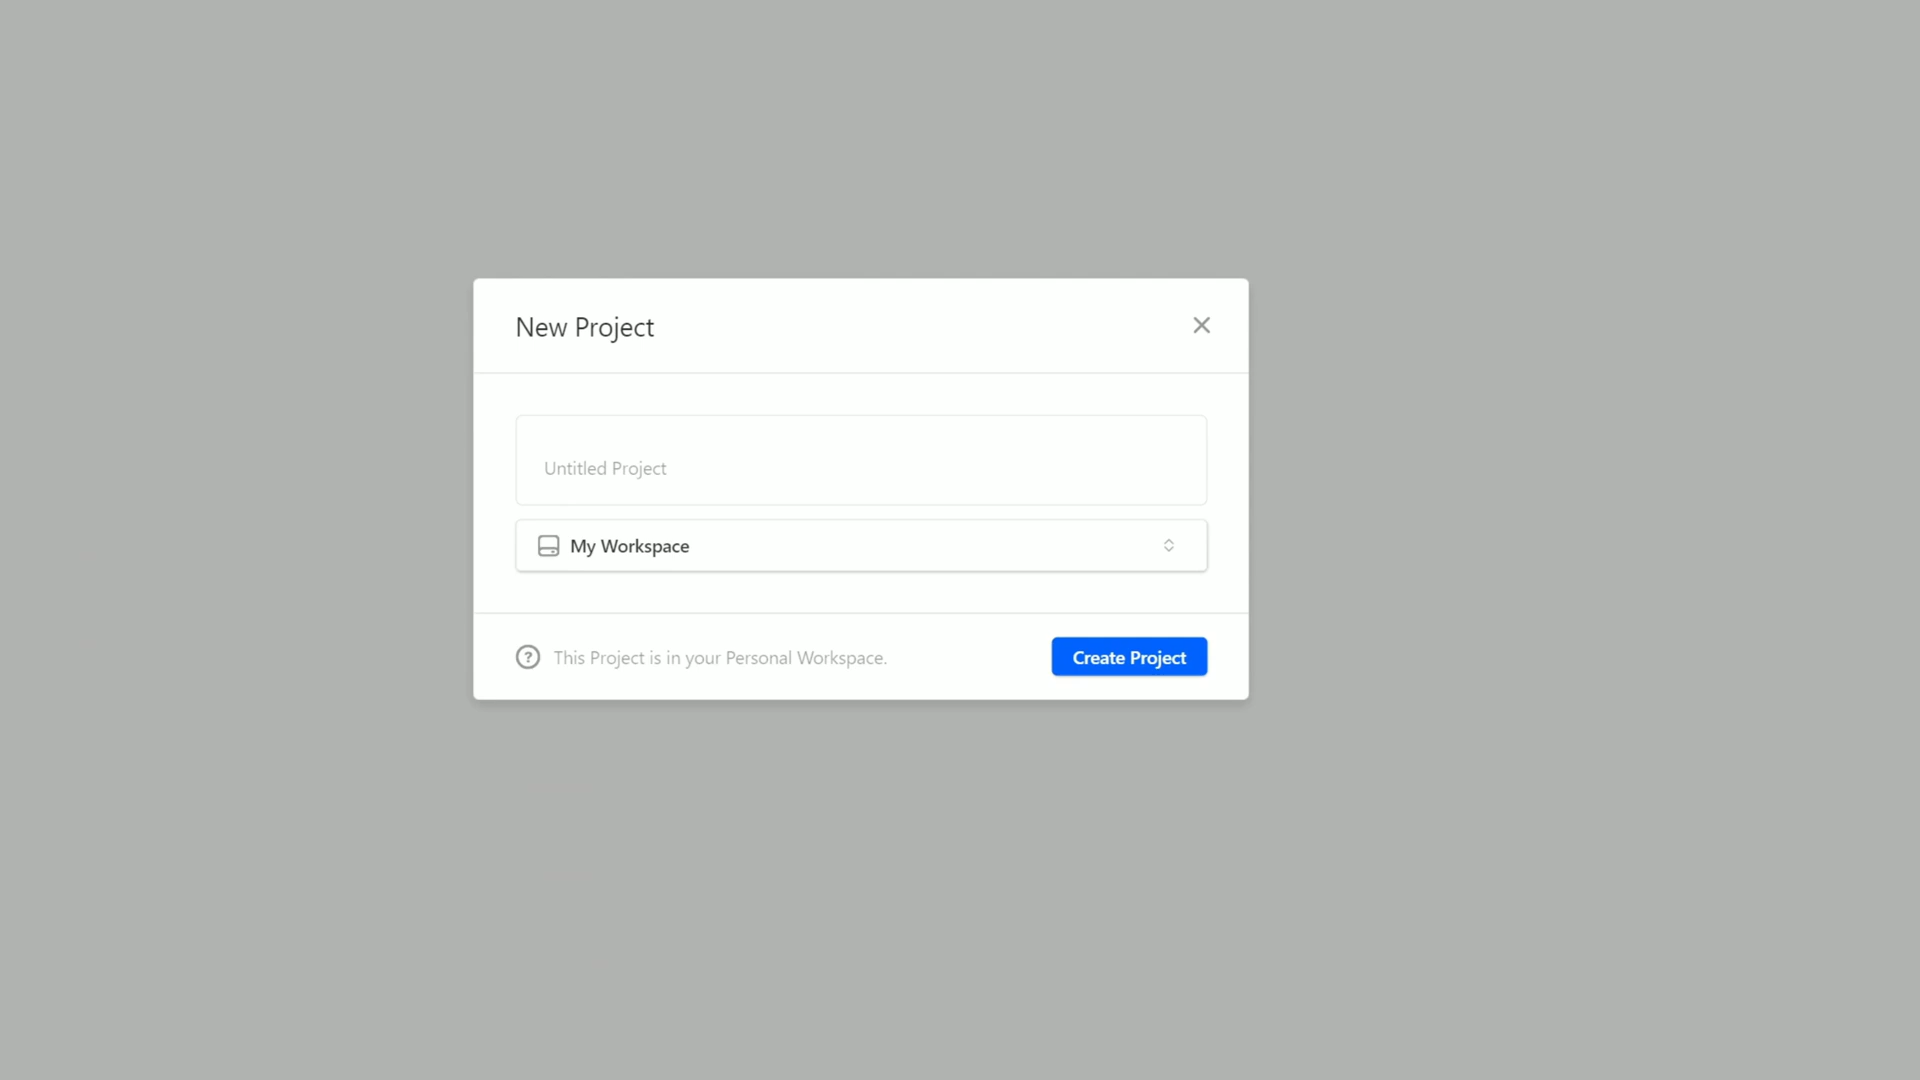 New Project
Untitled Project
My Workspace
This Project is in your Personal Workspace.
Create Project